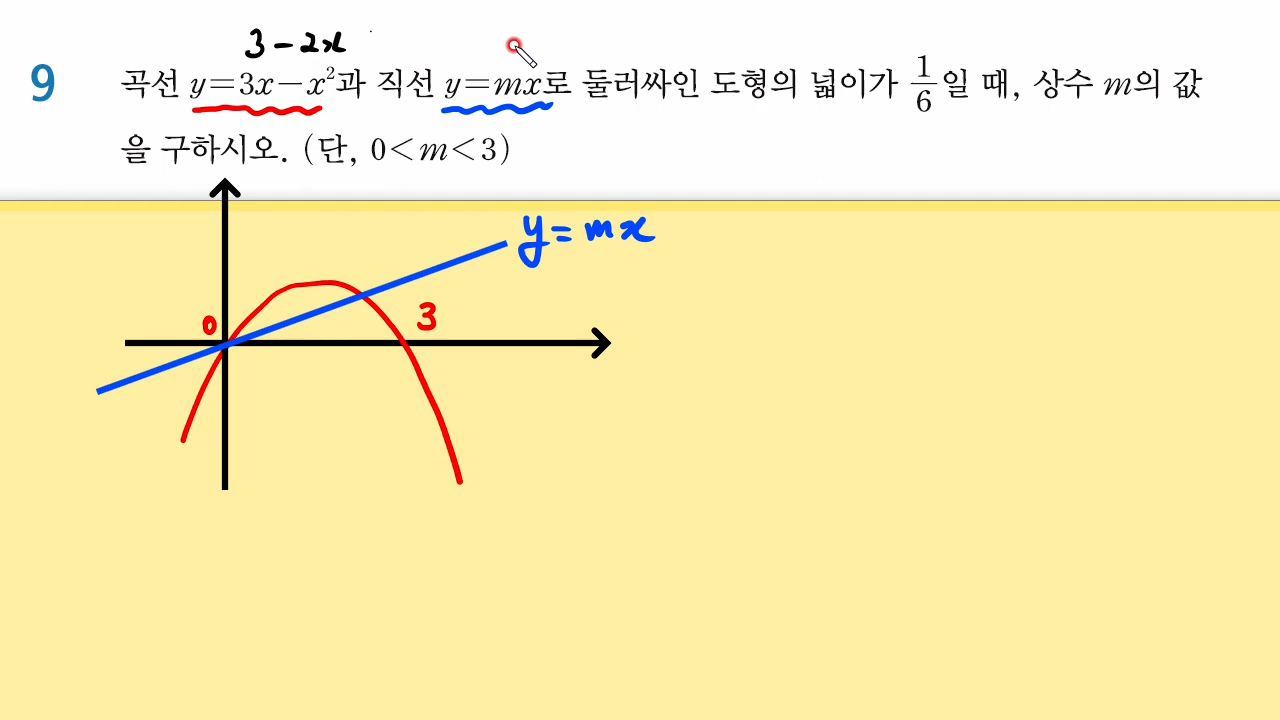 3-2x
9 곡선 y=3x-x²과 직선 y=mx로 둘러싸인 도형의 넓이가 1/6일 때, 상수 m의 값
을 구하시오. (단, 0<m<3)
y=mx
0
3